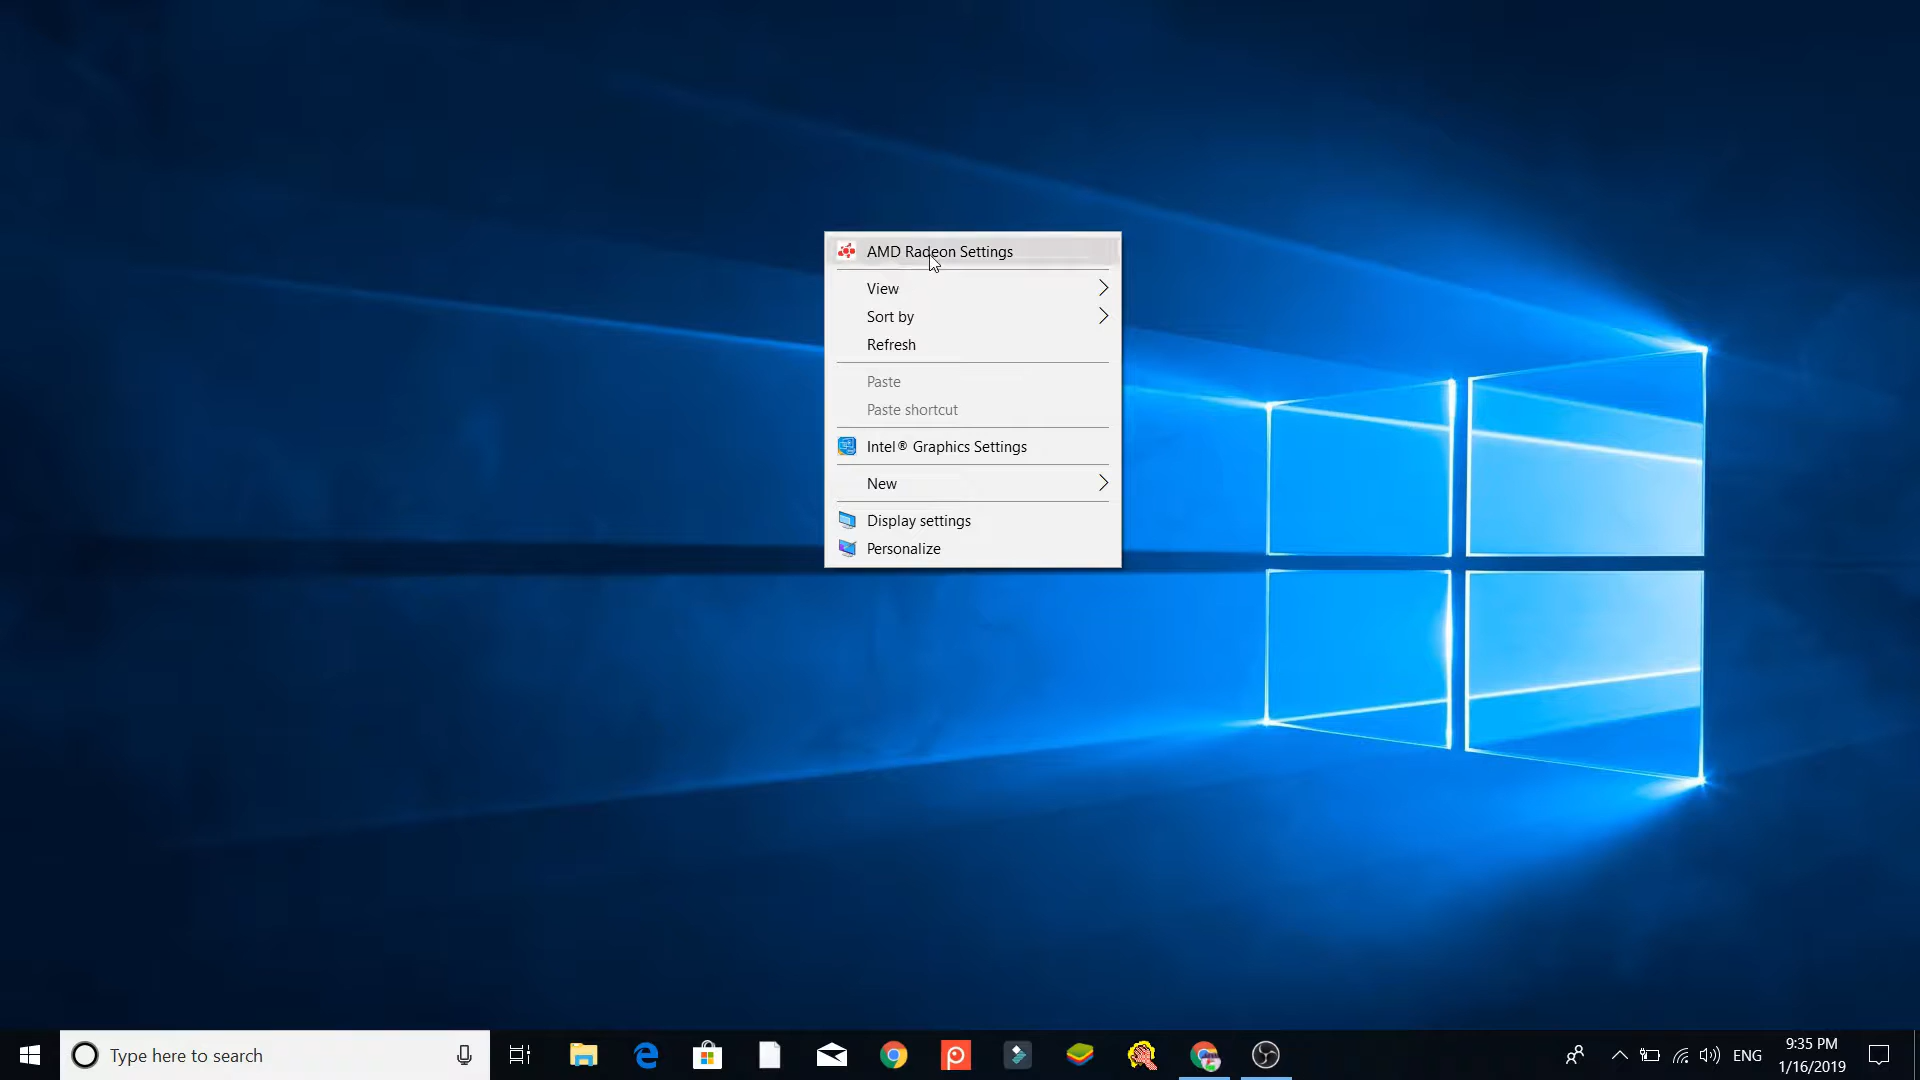 AMD Radeon Settings
View
Sort by
Refresh
Paste
Paste shortcut
Intel® Graphics Settings
New
Display settings
Personalize
Type here to search
ENG
9:35 PM
1/16/2019